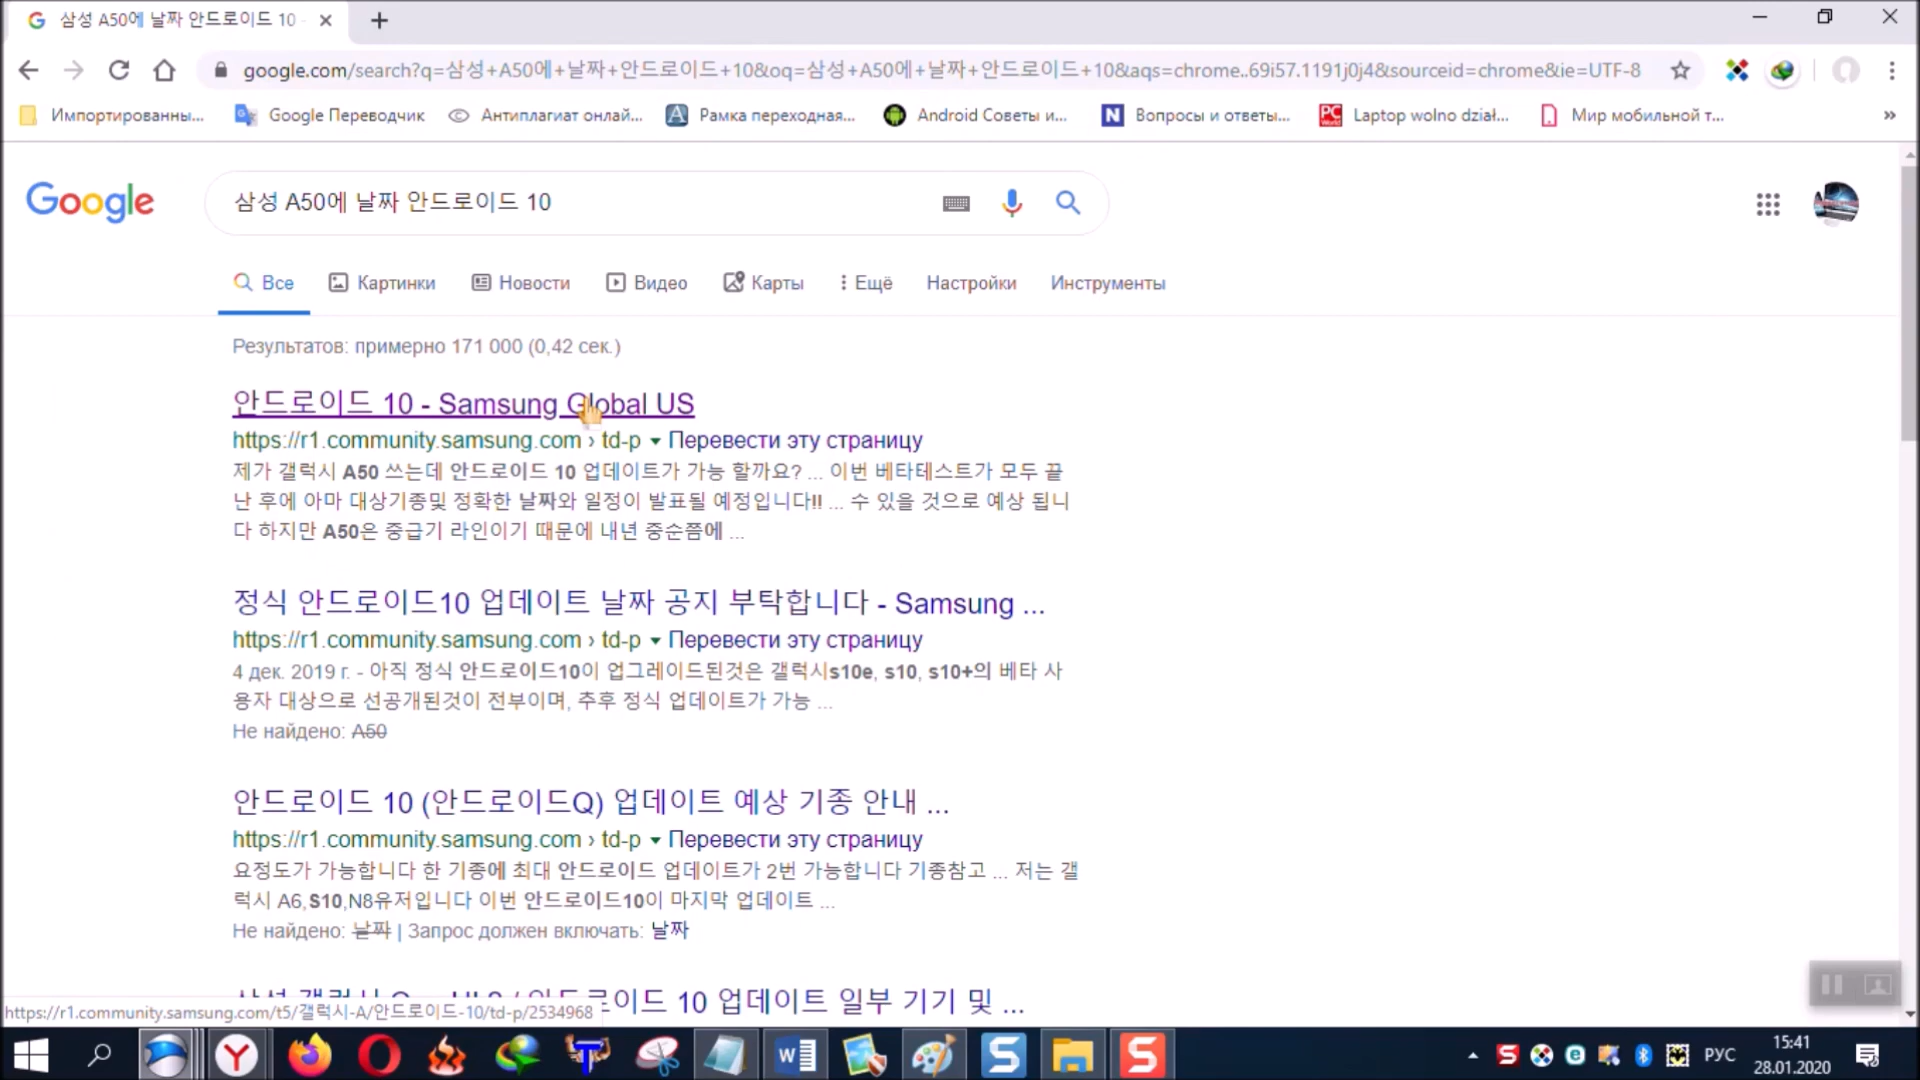 삼성 A50에 날짜 안드로이드 10 -
google.com/search?q=삼성+A50에+날짜+안드로이드+10&oq=삼성+A50에+날짜+안드로이드+10&aqs=chrome..69i57.1191j0j4&sourceid=chrome&ie=UTF-8
Импортированны... Google Переводчик Антиплагиат онлай... Рамка переходная... Android Советы и... Вопросы и ответы... Laptop wolno dział... Мир мобильной т... »
Google 삼성 A50에 날짜 안드로이드 10
Все Картинки Новости Видео Карты Ещё Настройки Инструменты
Результатов: примерно 171 000 (0,42 сек.)
안드로이드 10 - Samsung Global US
https://r1.community.samsung.com › td-p Перевести эту страницу
제가 갤럭시 A50 쓰는데 안드로이드 10 업데이트가 가능 할까요? ... 이번 베타테스트가 모두 끝
난 후에 아마 대상기종및 정확한 날짜와 일정이 발표될 예정입니다!! ... 수 있을 것으로 예상 됩니
다 하지만 A50은 중급기 라인이기 때문에 내년 중순쯤에 ...
정식 안드로이드10 업데이트 날짜 공지 부탁합니다 - Samsung ...
https://r1.community.samsung.com › td-p Перевести эту страницу
4 дек. 2019 г. - 아직 정식 안드로이드10이 업그레이드된것은 갤럭시s10e, s10, s10+의 베타 사
용자 대상으로 선공개된것이 전부이며, 추후 정식 업데이트가 가능 ...
Не найдено: A50
안드로이드 10 (안드로이드Q) 업데이트 예상 기종 안내 ...
https://r1.community.samsung.com › td-p Перевести эту страницу
요정도가 가능합니다 한 기종에 최대 안드로이드 업데이트가 2번 가능합니다 기종참고 ... 저는 갤
럭시 A6,S10,N8유저입니다 이번 안드로이드10이 마지막 업데이트 ...
Не найдено: 날짜 | Запрос должен включать: 날짜
삼성 갤럭시 One UI 2 / 안드로이드 10 업데이트 일부 기기 및 ...
https://r1.community.samsung.com/t5/갤럭시-A/안드로이드-10/td-p/2534968
РУС
15:41
28.01.2020